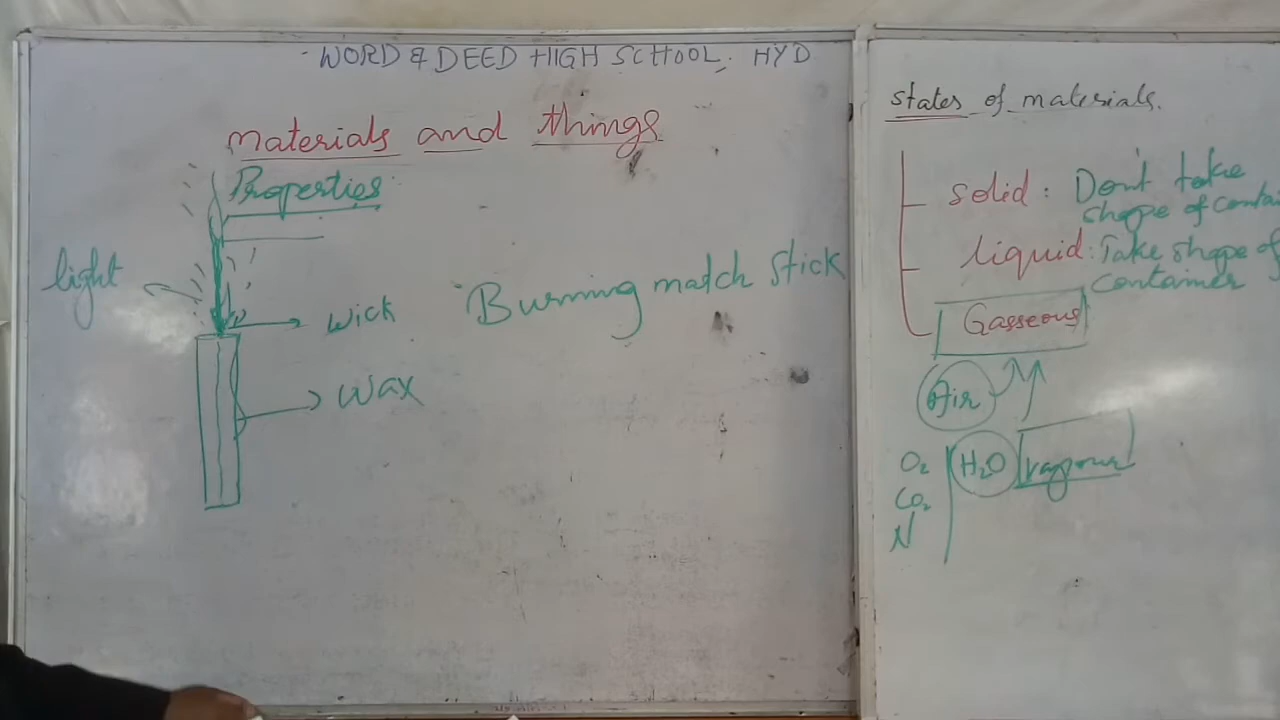 WORD & DEED HIGH SCHOOL, HYD
Materials and things
Properties:
light
Wick
Burning match Stick
Wax
States of materials.
Solid: Don't take
shape of conta
liquid: Take shape of
container
Gasseous
Air
O₂
H₂O
vapour
CO₂
N